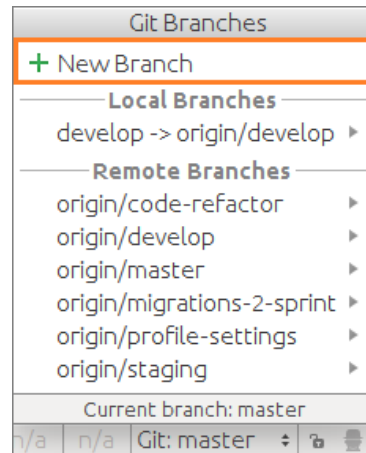 Git Branches
+ New Branch
Local Branches
develop -> origin/develop
Remote Branches
origin/code-refactor
origin/develop
origin/master
origin/migrations-2-sprint
origin/profile-settings
origin/staging
Current branch: master
n/a n/a Git: master